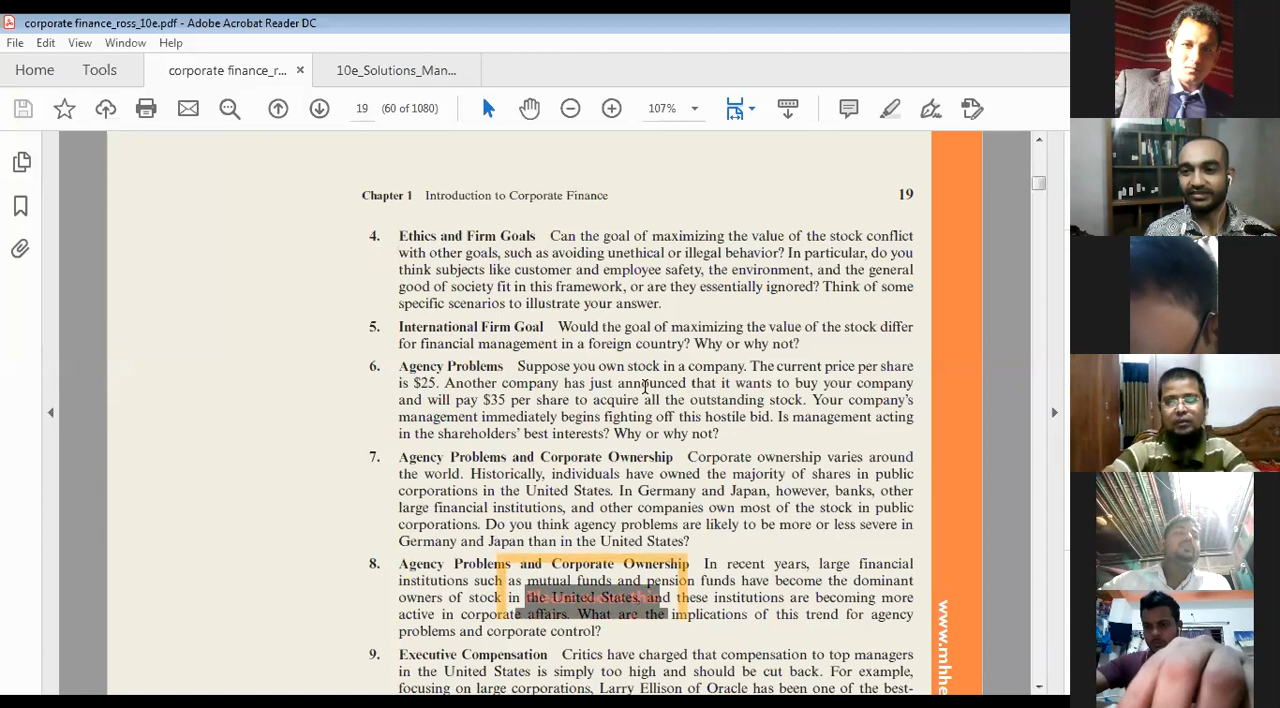 corporate finance_ross_10e.pdf - Adobe Acrobat Reader DC
File Edit View Window Help
Home Tools corporate finance_r... × 10e_Solutions_Man...
19 (60 of 1080) 107%
Chapter 1 Introduction to Corporate Finance 19
4. Ethics and Firm Goals Can the goal of maximizing the value of the stock conflict
with other goals, such as avoiding unethical or illegal behavior? In particular, do you
think subjects like customer and employee safety, the environment, and the general
good of society fit in this framework, or are they essentially ignored? Think of some
specific scenarios to illustrate your answer.
5. International Firm Goal Would the goal of maximizing the value of the stock differ
for financial management in a foreign country? Why or why not?
6. Agency Problems Suppose you own stock in a company. The current price per share
is $25. Another company has just announced that it wants to buy your company
and will pay $35 per share to acquire all the outstanding stock. Your company's
management immediately begins fighting off this hostile bid. Is management acting
in the shareholders' best interests? Why or why not?
7. Agency Problems and Corporate Ownership Corporate ownership varies around
the world. Historically, individuals have owned the majority of shares in public
corporations in the United States. In Germany and Japan, however, banks, other
large financial institutions, and other companies own most of the stock in public
corporations. Do you think agency problems are likely to be more or less severe in
Germany and Japan than in the United States?
8. Agency Problems and Corporate Ownership In recent years, large financial
institutions such as mutual funds and pension funds have become the dominant
owners of stock in the United States, and these institutions are becoming more
active in corporate affairs. What are the implications of this trend for agency
problems and corporate control?
9. Executive Compensation Critics have charged that compensation to top managers
in the United States is simply too high and should be cut back. For example,
focusing on large corporations, Larry Ellison of Oracle has been one of the best-
www.mhhe